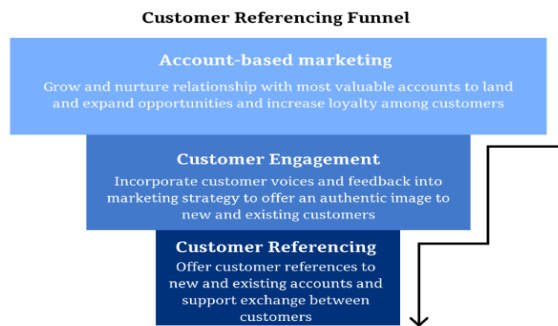 Customer Referencing Funnel
Account-based marketing
Grow and nurture relationship with most valuable accounts to land
and expand opportunities and increase loyalty among customers
Customer Engagement
Incorporate customer voices and feedback into
marketing strategy to offer an authentic image to
new and existing customers
Customer Referencing
Offer customer references to
new and existing accounts and
support exchange between
customers